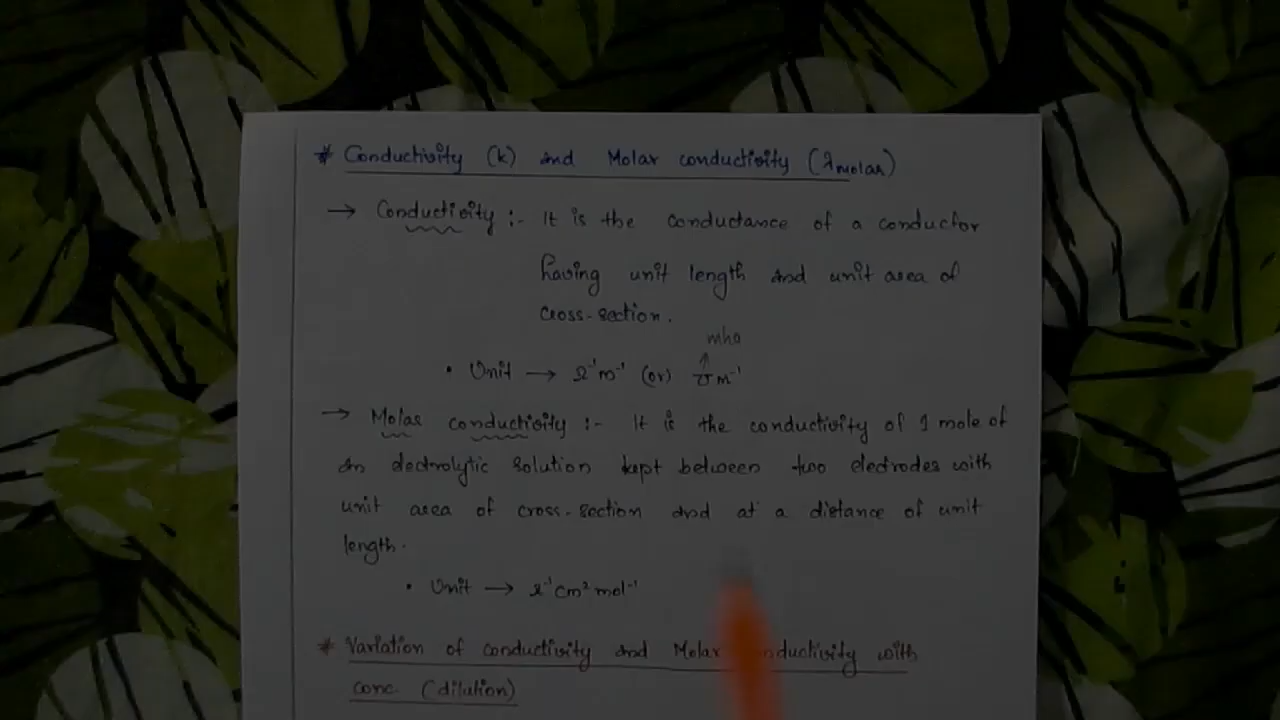 * Conductivity (k) and Molar conductivity (λmolar)
→ Conductivity :- It is the conductance of a conductor
having unit length and unit area of
cross-section.
mho
• Unit → Ω⁻¹m⁻¹ (or) ℧ m⁻¹
→ Molar conductivity :- It is the conductivity of 1 mole of
an electrolytic solution kept between two electrodes with
unit area of cross-section and at a distance of unit
length.
• Unit → Ω⁻¹cm²mol⁻¹
* Variation of conductivity and Molar conductivity with
conc. (dilution)